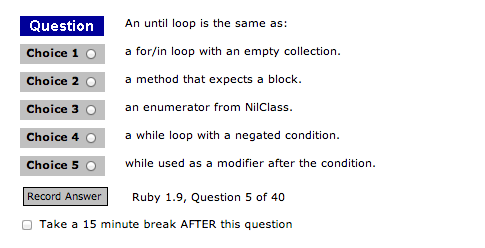 Question An until loop is the same as:
Choice 1 a for/in loop with an empty collection.
Choice 2 a method that expects a block.
Choice 3 an enumerator from NilClass.
Choice 4 a while loop with a negated condition.
Choice 5 while used as a modifier after the condition.
Record Answer Ruby 1.9, Question 5 of 40
Take a 15 minute break AFTER this question